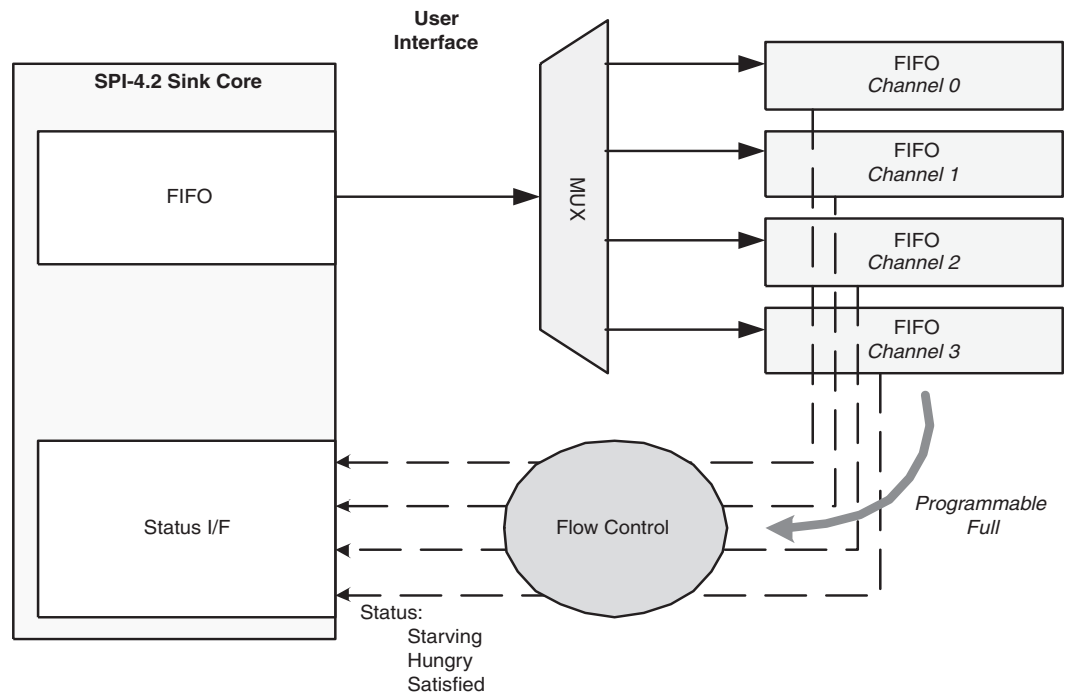 User
Interface
SPI-4.2 Sink Core
FIFO
MUX
FIFO
Channel 0
FIFO
Channel 1
FIFO
Channel 2
FIFO
Channel 3
Status I/F
Flow Control
Programmable
Full
Status:
Starving
Hungry
Satisfied